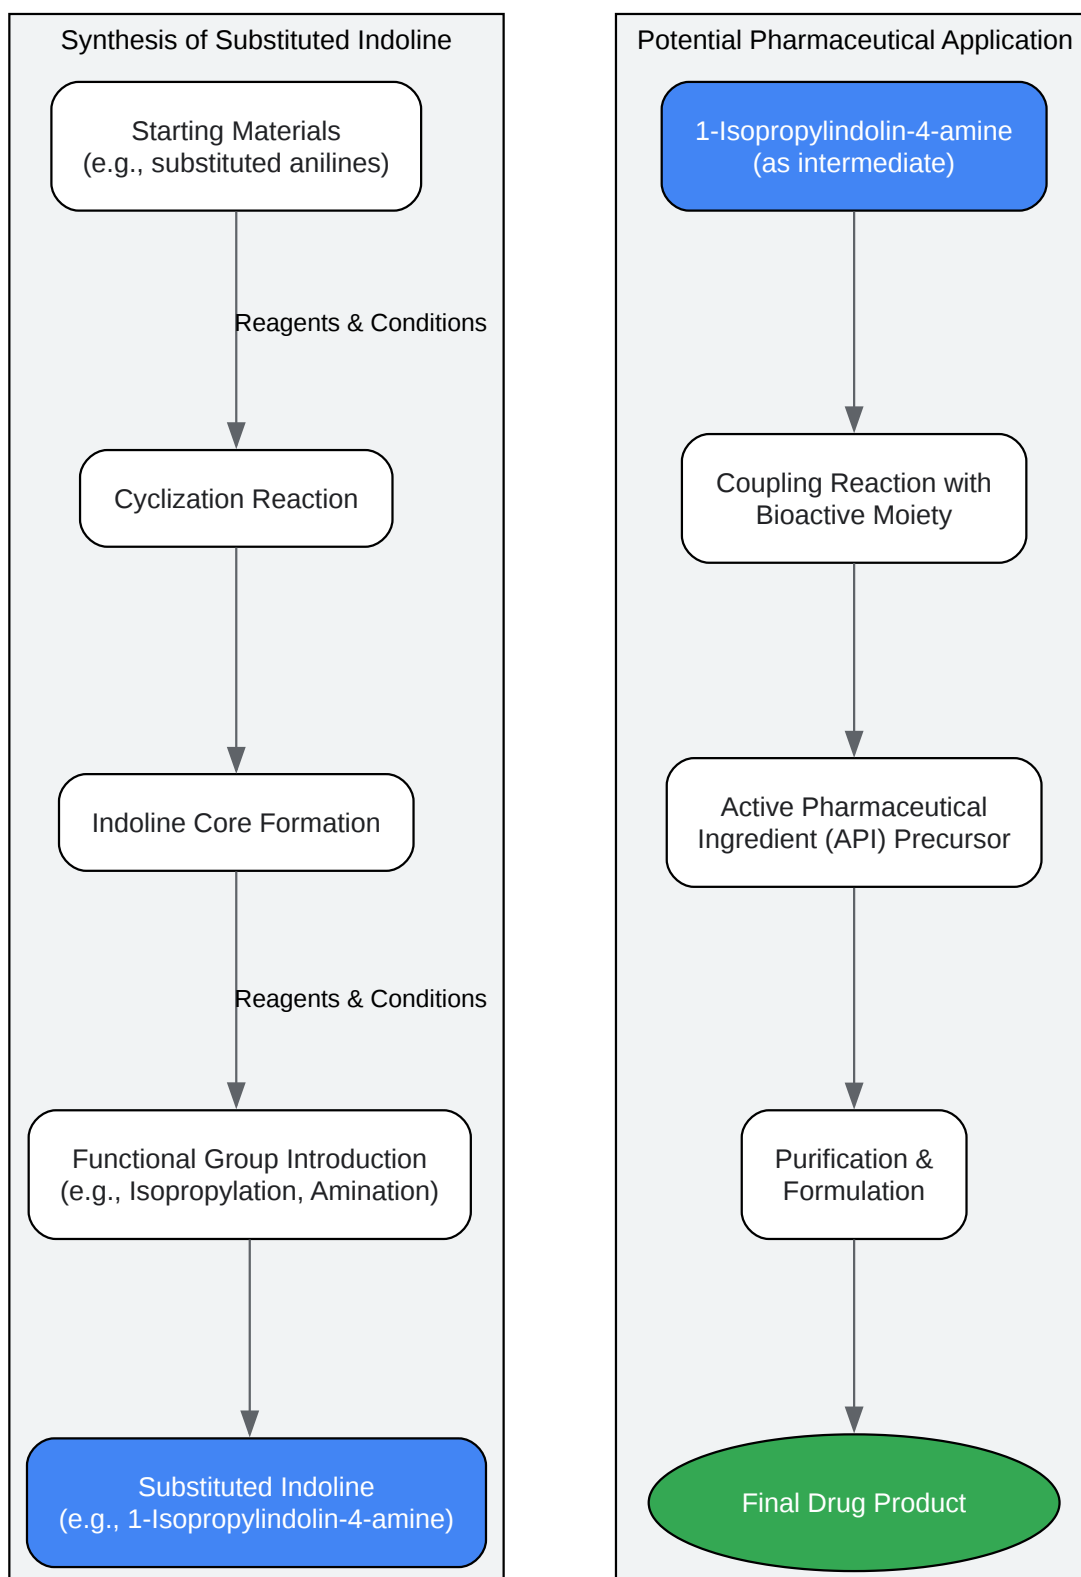 Synthesis of Substituted Indoline
Starting Materials
(e.g., substituted anilines)
Reagents & Conditions
Cyclization Reaction
Indoline Core Formation
Reagents & Conditions
Functional Group Introduction
(e.g., Isopropylation, Amination)
Substituted Indoline
(e.g., 1-Isopropylindolin-4-amine)
Potential Pharmaceutical Application
1-Isopropylindolin-4-amine
(as intermediate)
Coupling Reaction with
Bioactive Moiety
Active Pharmaceutical
Ingredient (API) Precursor
Purification &
Formulation
Final Drug Product